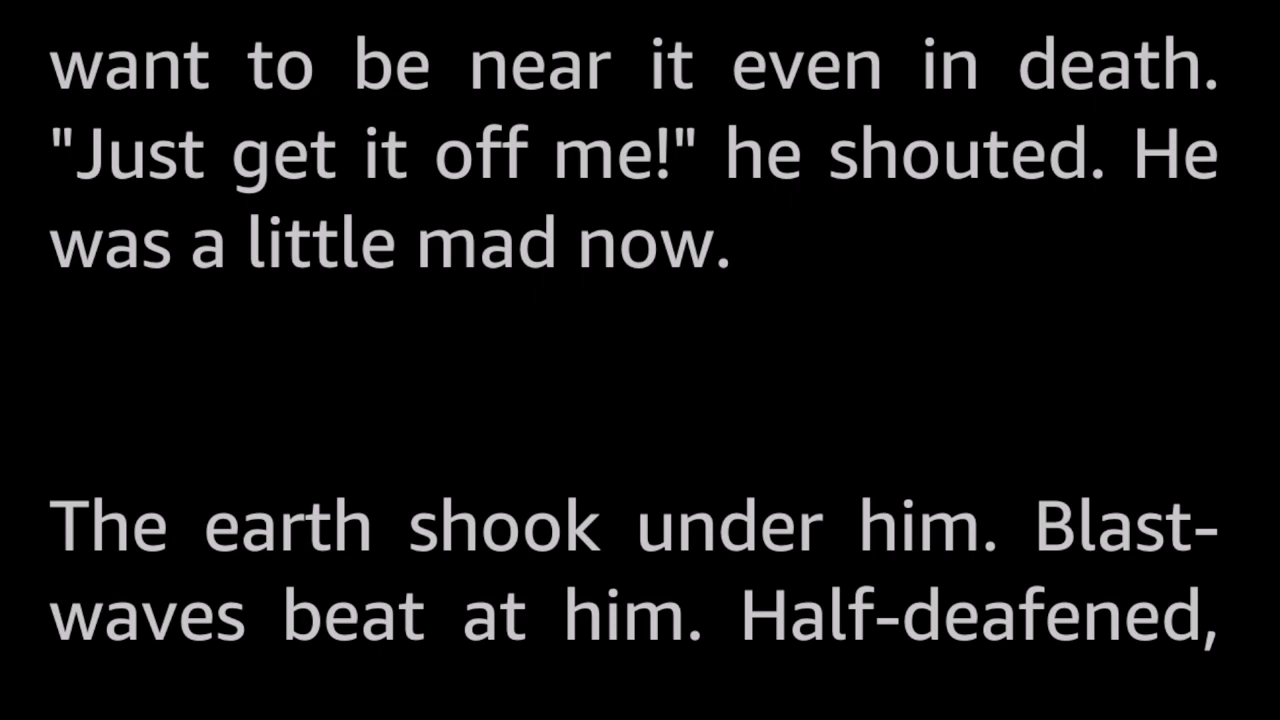 want to be near it even in death.
"Just get it off me!" he shouted. He
was a little mad now.
The earth shook under him. Blast-
waves beat at him. Half-deafened,